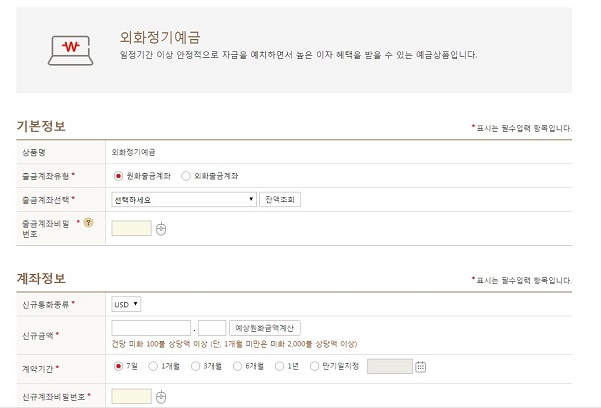 외화정기예금
일정기간 이상 안정적으로 자금을 예치하면서 높은 이자 혜택을 받을 수 있는 예금상품입니다.
기본정보
* 표시는 필수입력 항목입니다.
상품명 외화정기예금
출금계좌유형 * 원화출금계좌 외화출금계좌
출금계좌선택 * 선택하세요 ▼ 잔액조회
출금계좌비밀 * ?
번호
계좌정보
* 표시는 필수입력 항목입니다.
신규통화종류 * USD ▼
신규금액 * . 예상원화금액계산
건당 미화 100불 상당액 이상 (단, 1개월 미만은 미화 2,000불 상당액 이상)
계약기간 * 7일 1개월 3개월 6개월 1년 만기일지정
신규계좌비밀번호 *